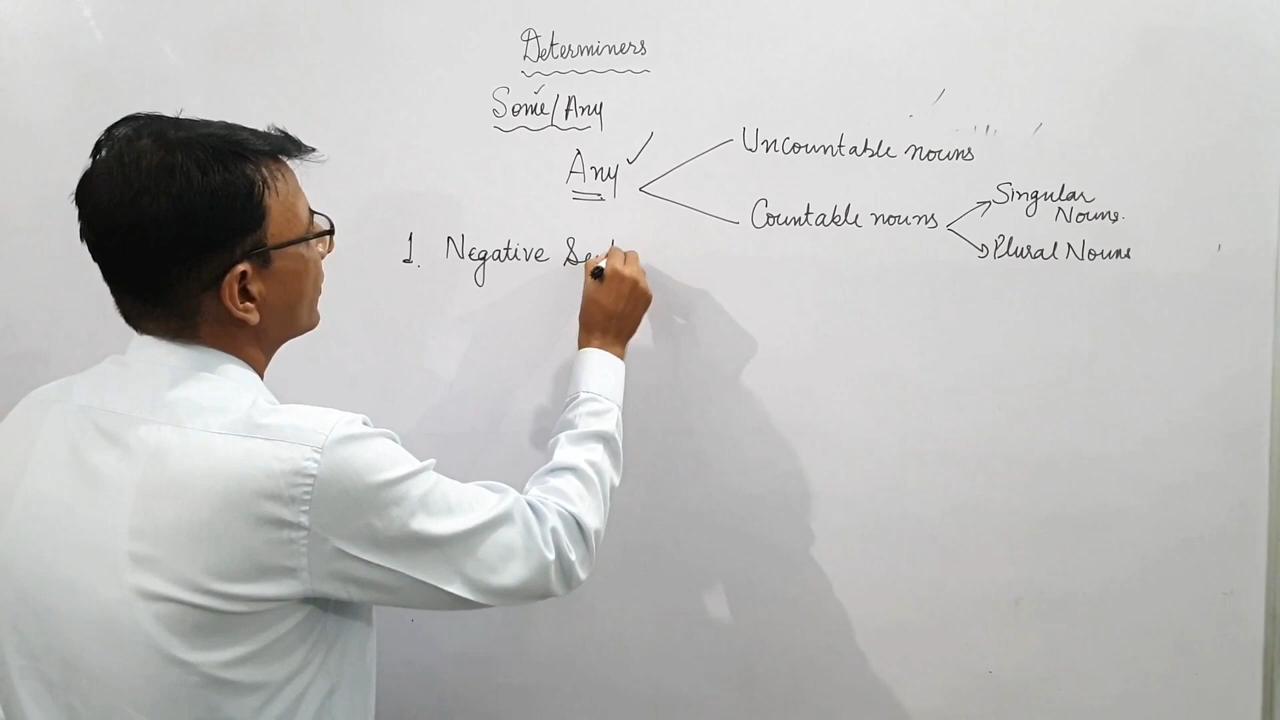 Determiners
Some/Any
Any
Uncountable nouns
Countable nouns
Singular
Nouns.
Plural Nouns
1. Negative